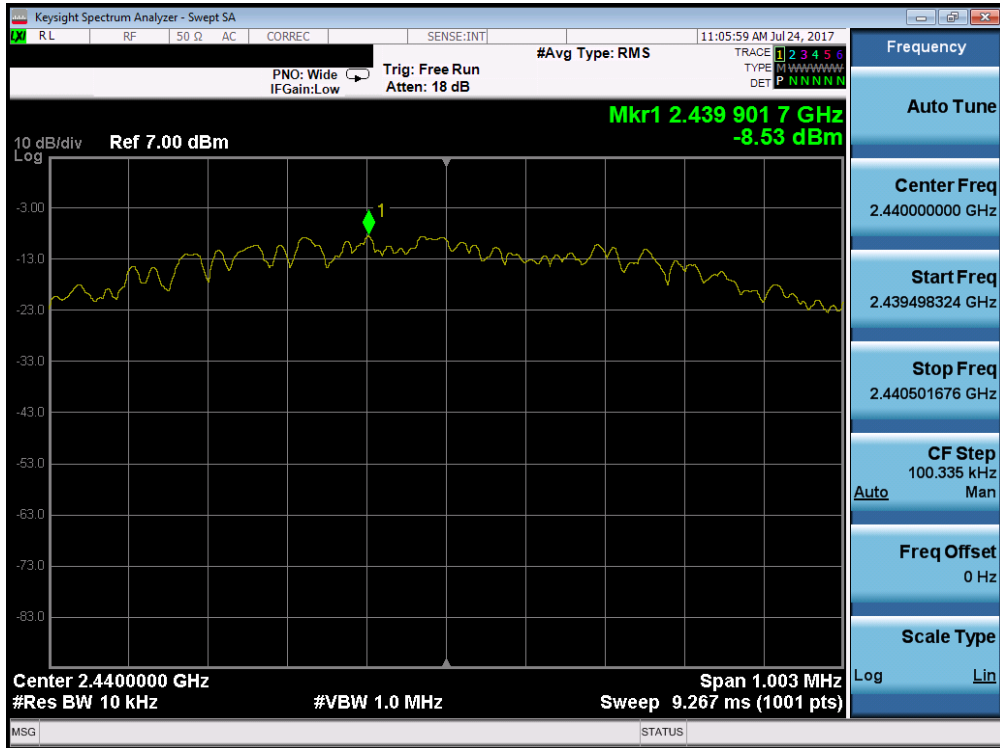 Keysight Spectrum Analyzer - Swept SA
LXI RL RF 50 Ω AC CORREC SENSE:INT 11:05:59 AM Jul 24, 2017
PNO: Wide
IFGain:Low
Trig: Free Run
Atten: 18 dB
#Avg Type: RMS
TRACE 1 2 3 4 5 6
TYPE M WWWWW
DET P N N N N N
Mkr1 2.439 901 7 GHz
-8.53 dBm
10 dB/div Ref 7.00 dBm
Log
1
-3.00
-13.0
-23.0
-33.0
-43.0
-53.0
-63.0
-73.0
-83.0
Center 2.4400000 GHz Span 1.003 MHz
#Res BW 10 kHz #VBW 1.0 MHz Sweep 9.267 ms (1001 pts)
MSG STATUS
Frequency
Auto Tune
Center Freq
2.440000000 GHz
Start Freq
2.439498324 GHz
Stop Freq
2.440501676 GHz
CF Step
100.335 kHz
Auto Man
Freq Offset
0 Hz
Scale Type
Log Lin